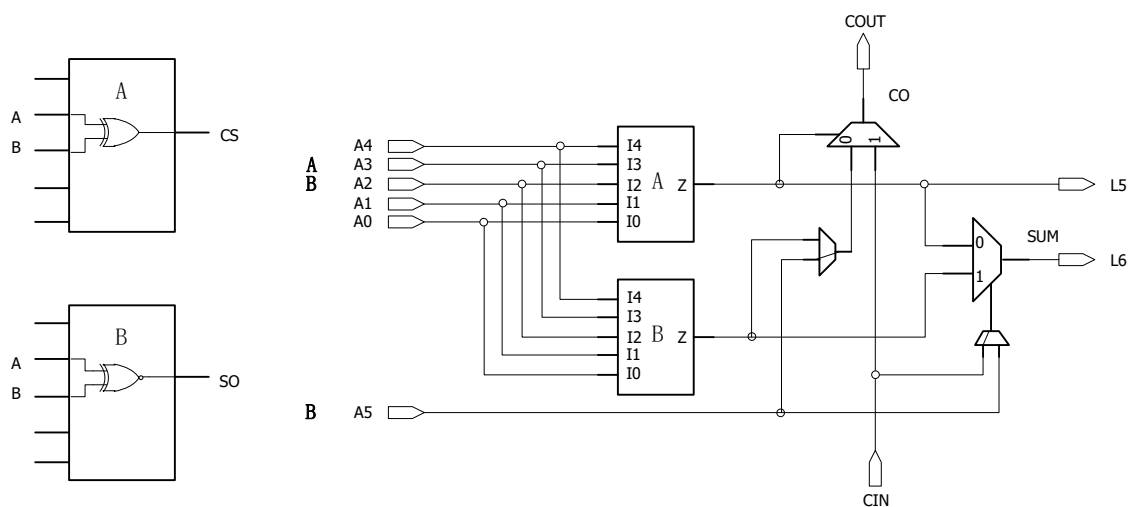 COUT
CO
A
A
B
CS
A4
A A3
B A2
A1
A0
I4
I3
I2
I1
I0
A Z
0 1
L5
SUM
0
1
L6
B
A
B
SO
I4
I3
I2
I1
I0
B Z
B A5
CIN